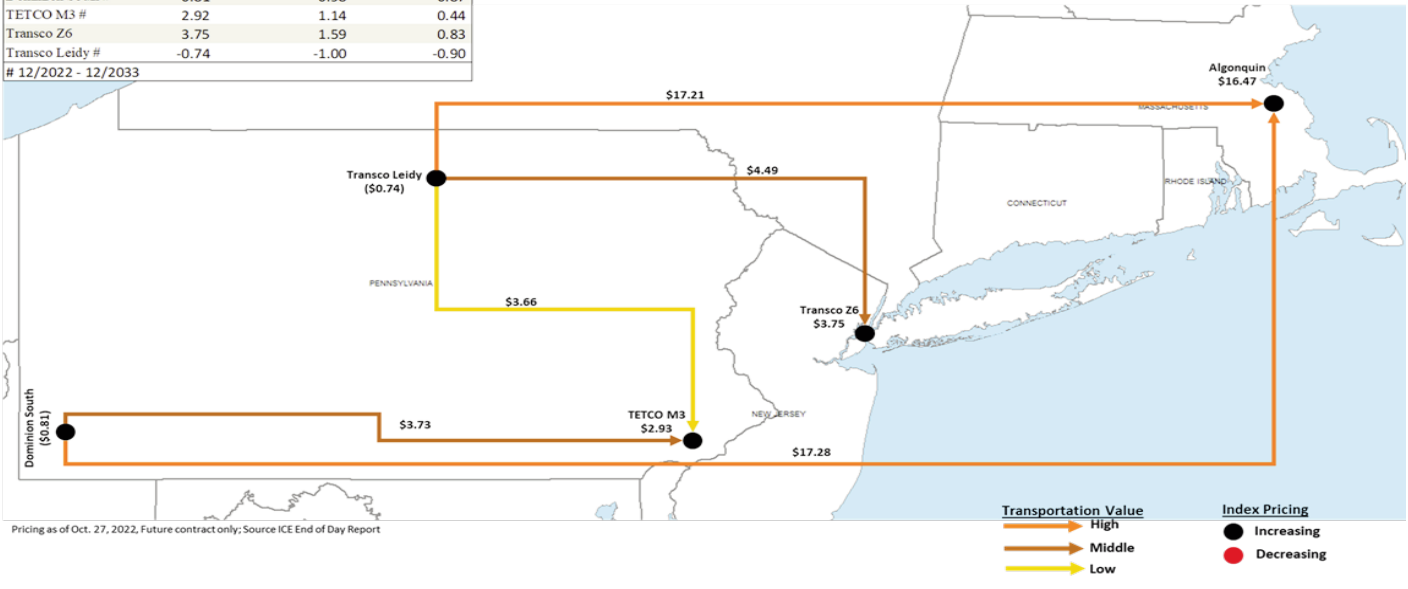 TETCO M3 # 2.92 1.14 0.44
Transco Z6 3.75 1.59 0.83
Transco Leidy # -0.74 -1.00 -0.90
# 12/2022 - 12/2033
Algonquin
$16.47
$17.21
MASSACHUSETTS
Transco Leidy
($0.74)
$4.49
RHODE ISLAND
CONNECTICUT
PENNSYLVANIA
$3.66
Transco Z6
$3.75
Dominion South
($0.81)
$3.73
TETCO M3
$2.93
NEW JERSEY
$17.28
Pricing as of Oct. 27, 2022, Future contract only; Source ICE End of Day Report
Transportation Value
High
Middle
Low
Index Pricing
Increasing
Decreasing